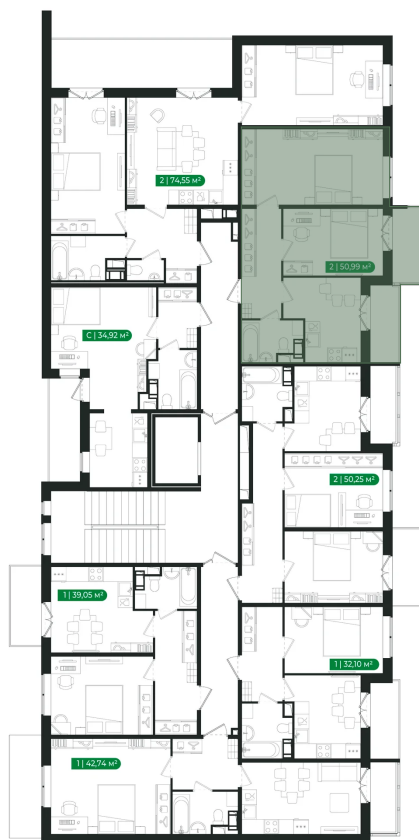 2 | 74,55 м²
2 | 50,99 м²
С | 34,92 м²
2 | 50,25 м²
1 | 39,05 м²
1 | 32,10 м²
1 | 42,74 м²